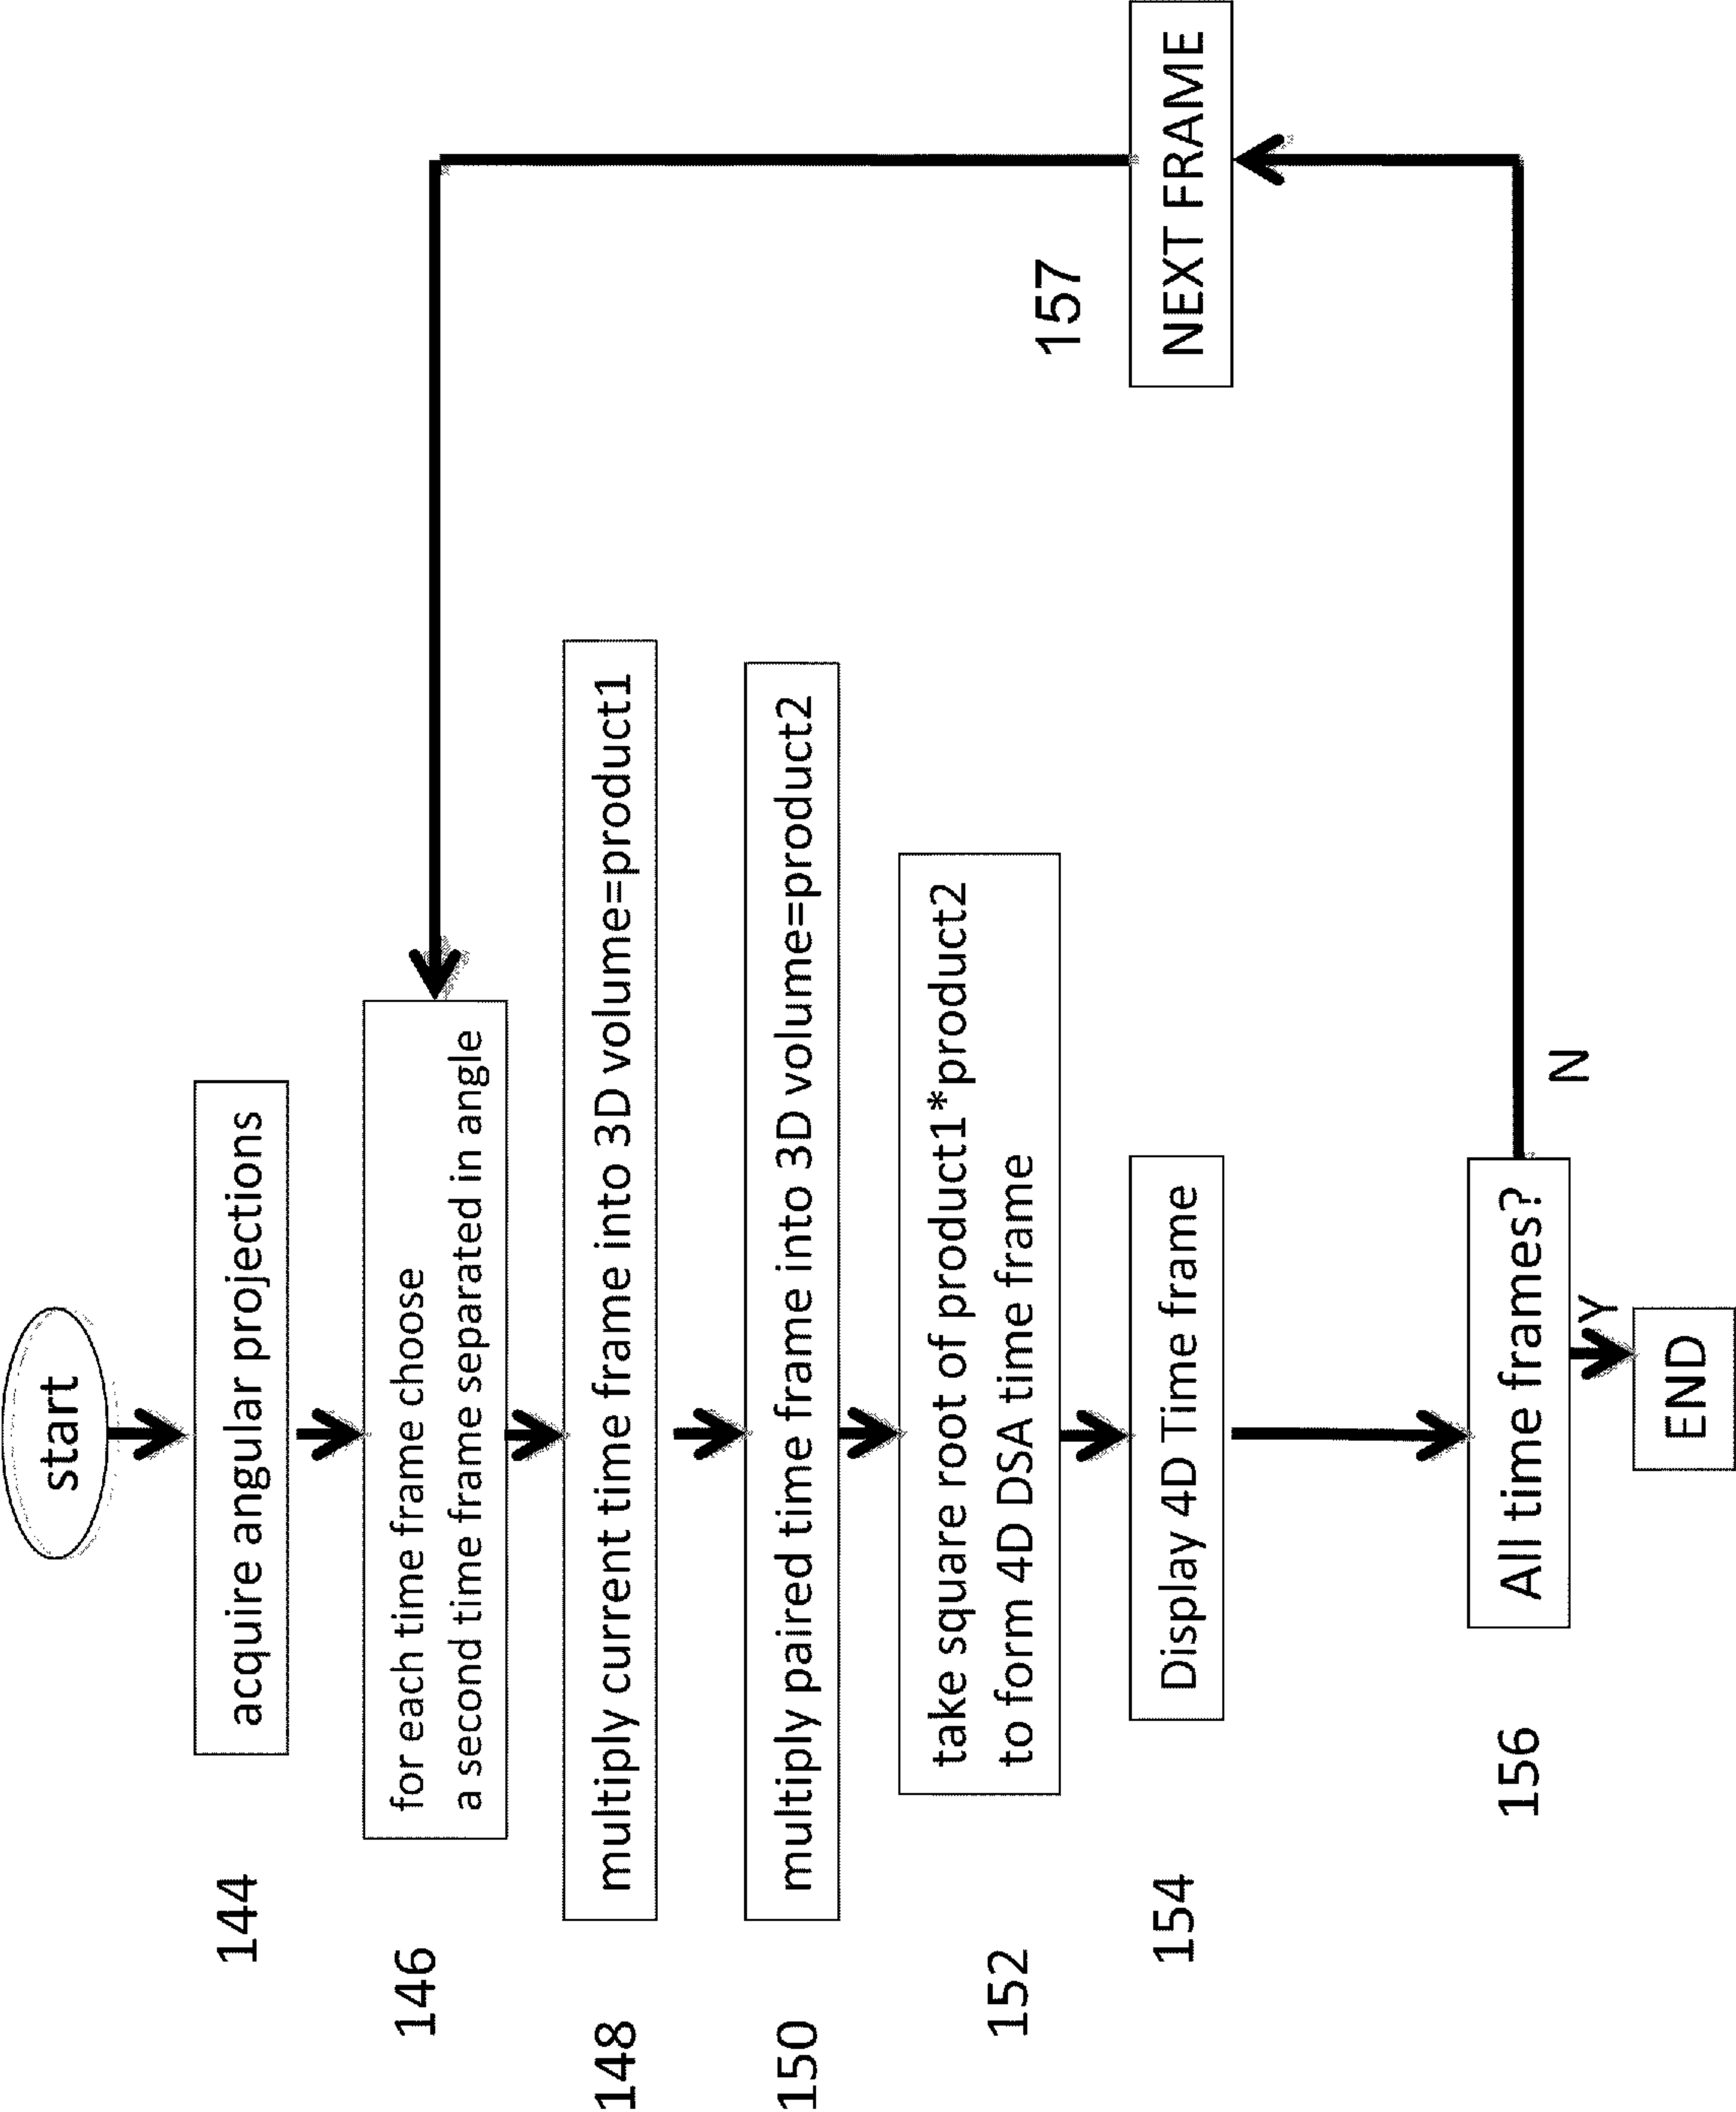 start
144
acquire angular projections
146
for each time frame choose
a second time frame separated in angle
148
multiply current time frame into 3D volume=product1
150
multiply paired time frame into 3D volume=product2
152
take square root of product1*product2
to form 4D DSA time frame
154
Display 4D Time frame
157
NEXT FRAME
156
All time frames?
N
Y
END